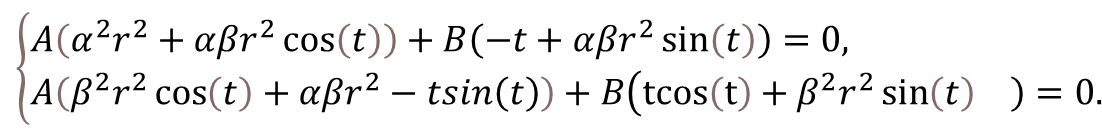 A(α²r² + αβr² cos(t)) + B(−t + αβr² sin(t)) = 0,
A(β²r² cos(t) + αβr² − tsin(t)) + B(tcos(t) + β²r² sin(t) ) = 0.